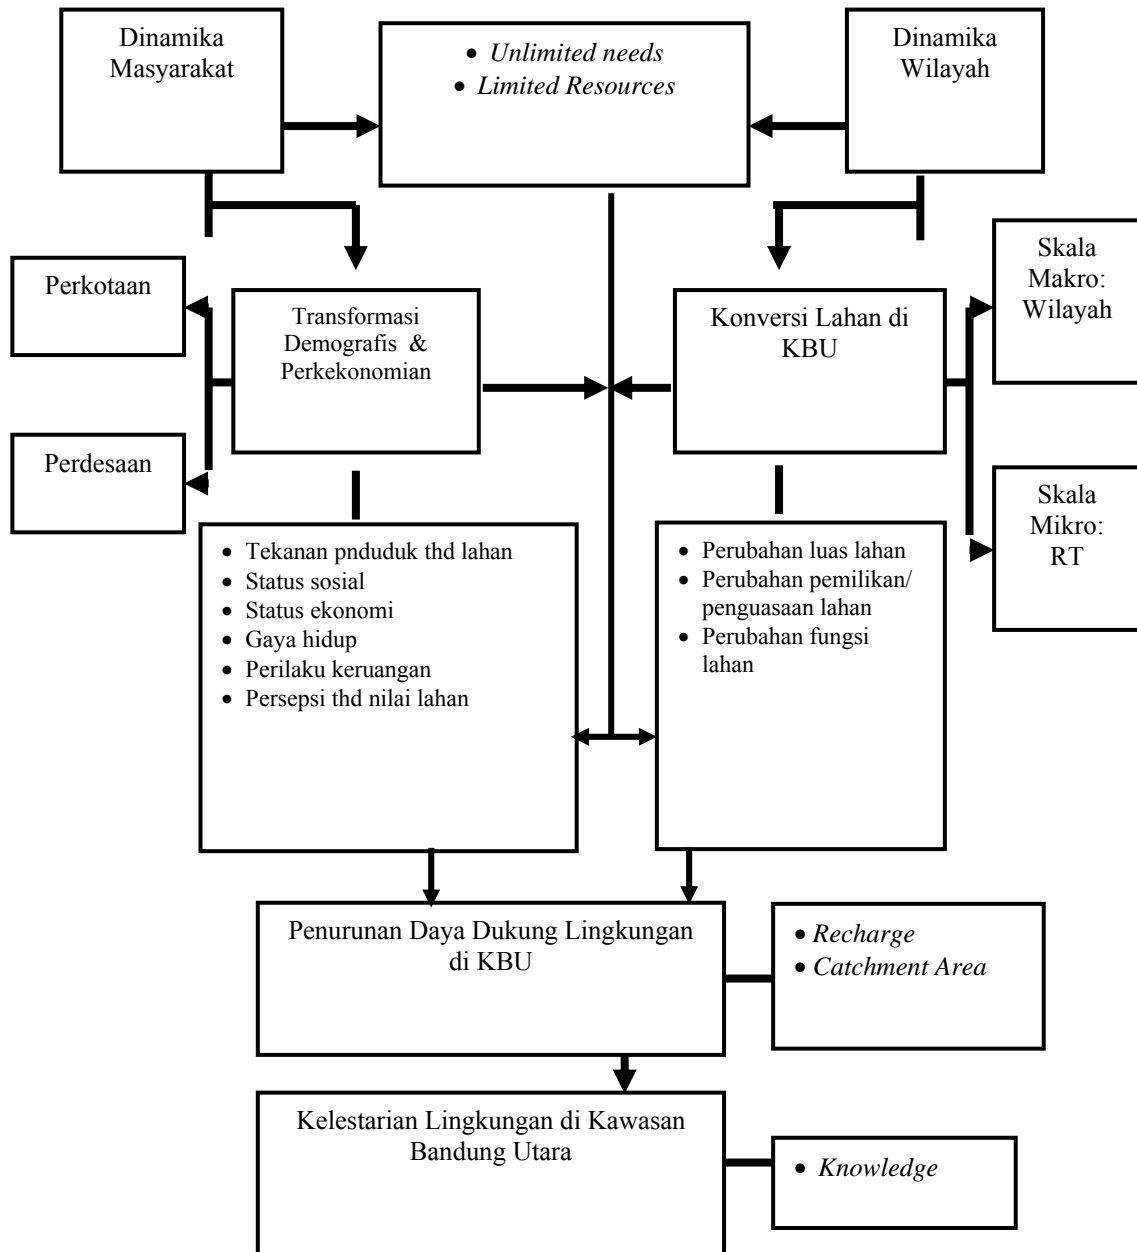 Dinamika
Masyarakat
• Unlimited needs
• Limited Resources
Dinamika
Wilayah
Perkotaan
Transformasi
Demografis &
Perkekonomian
Konversi Lahan di
KBU
Skala
Makro:
Wilayah
Perdesaan
Skala
Mikro:
RT
• Tekanan pnduduk thd lahan
• Status sosial
• Status ekonomi
• Gaya hidup
• Perilaku keruangan
• Persepsi thd nilai lahan
• Perubahan luas lahan
• Perubahan pemilikan/
penguasaan lahan
• Perubahan fungsi
lahan
Penurunan Daya Dukung Lingkungan
di KBU
• Recharge
• Catchment Area
Kelestarian Lingkungan di Kawasan
Bandung Utara
• Knowledge